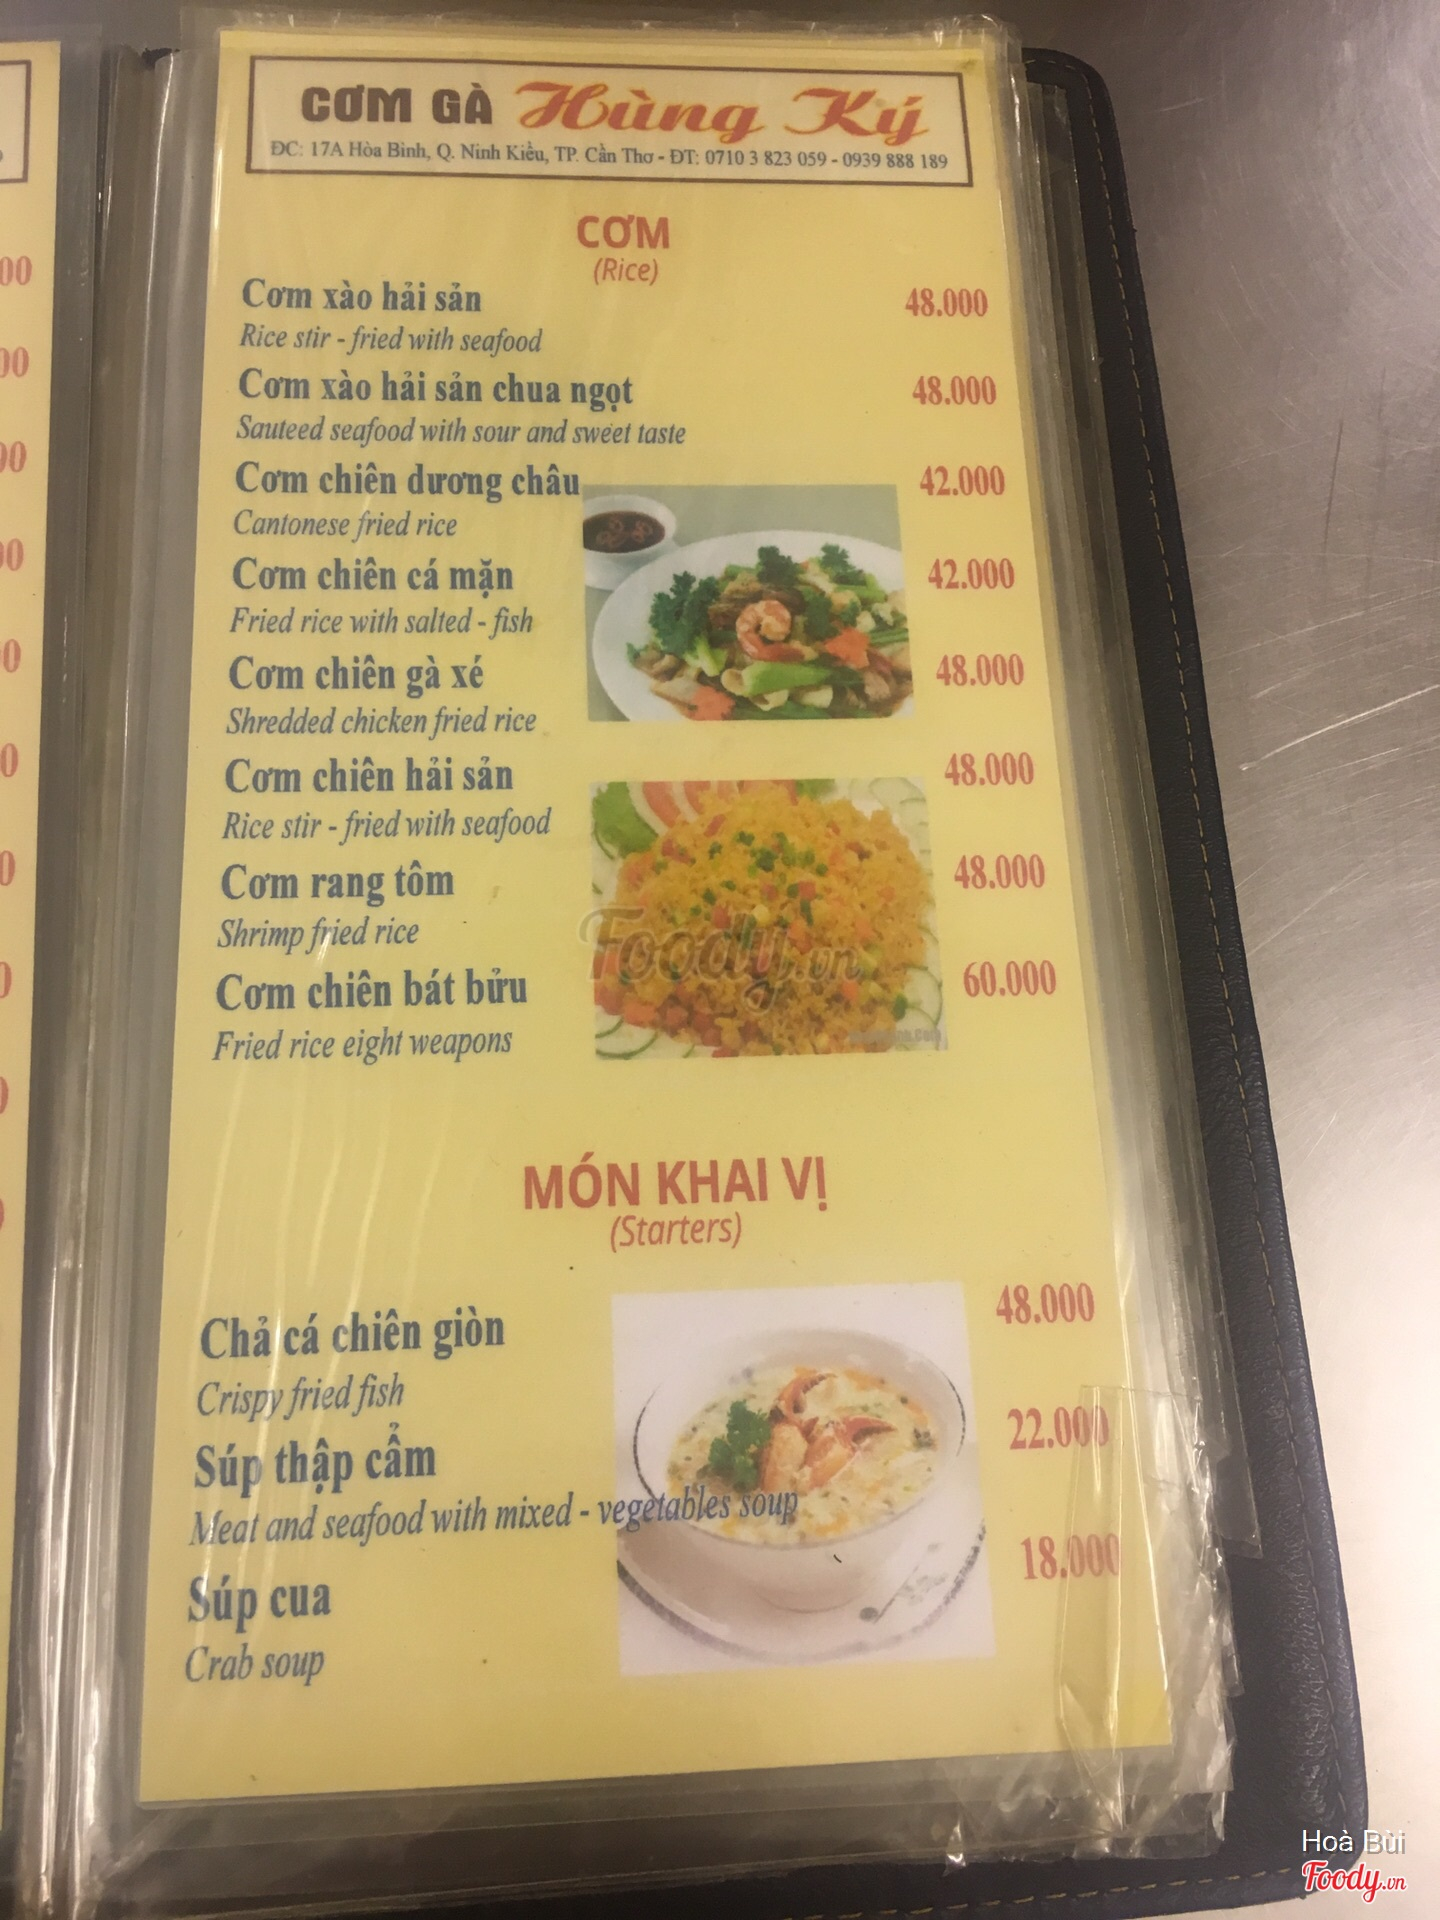 CƠM GÀ Hùng Ký
ĐC: 17A Hòa Bình, Q. Ninh Kiều, TP. Cần Thơ - ĐT: 0710 3 823 059 - 0939 888 189
CƠM
(Rice)
Cơm xào hải sản 48.000
Rice stir - fried with seafood
Cơm xào hải sản chua ngọt 48.000
Sauteed seafood with sour and sweet taste
Cơm chiên dương châu 42.000
Cantonese fried rice
Cơm chiên cá mặn 42.000
Fried rice with salted - fish
Cơm chiên gà xé 48.000
Shredded chicken fried rice
Cơm chiên hải sản 48.000
Rice stir - fried with seafood
Cơm rang tôm 48.000
Shrimp fried rice
Foody.vn
Cơm chiên bát bửu 60.000
Fried rice eight weapons
MÓN KHAI VỊ
(Starters)
Chả cá chiên giòn 48.000
Crispy fried fish
Súp thập cẩm 22.000
Meat and seafood with mixed - vegetables soup
Súp cua 18.000
Crab soup
Hoà Bùi
Foody.vn